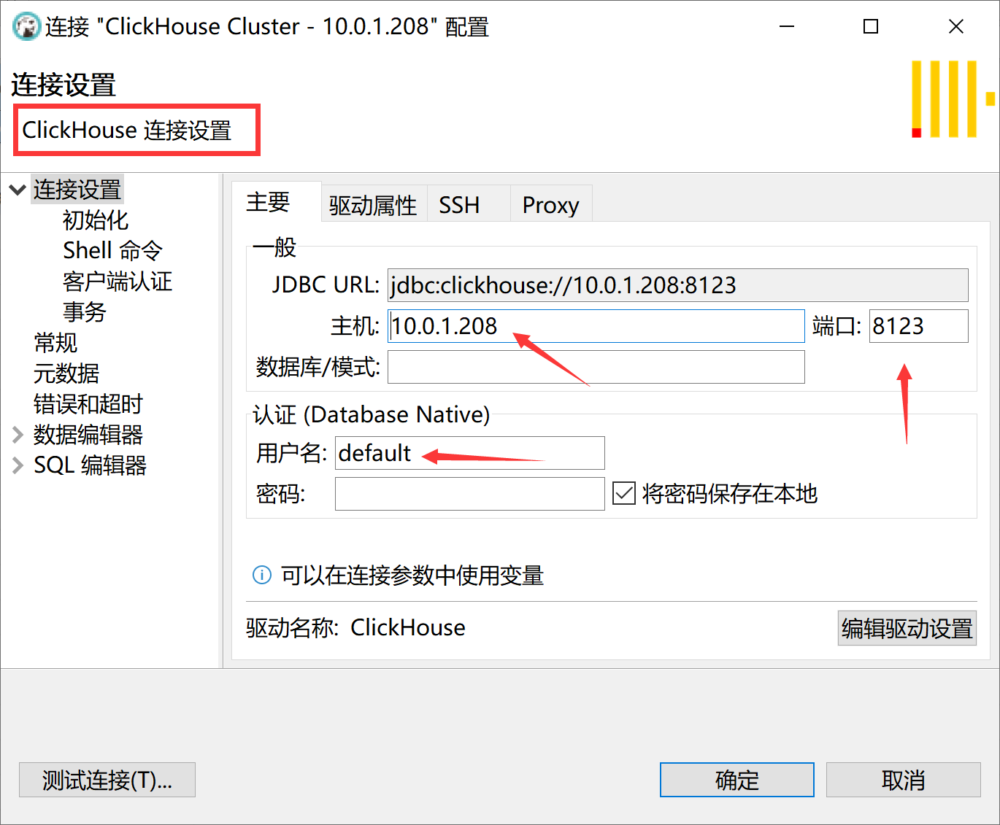 连接 "ClickHouse Cluster - 10.0.1.208" 配置
连接设置
ClickHouse 连接设置
连接设置
初始化
Shell 命令
客户端认证
事务
常规
元数据
错误和超时
数据编辑器
SQL 编辑器
主要 驱动属性 SSH Proxy
一般
JDBC URL: jdbc:clickhouse://10.0.1.208:8123
主机: 10.0.1.208 端口: 8123
数据库/模式:
认证 (Database Native)
用户名: default
密码: 将密码保存在本地
可以在连接参数中使用变量
驱动名称: ClickHouse 编辑驱动设置
测试连接(T)... 确定 取消